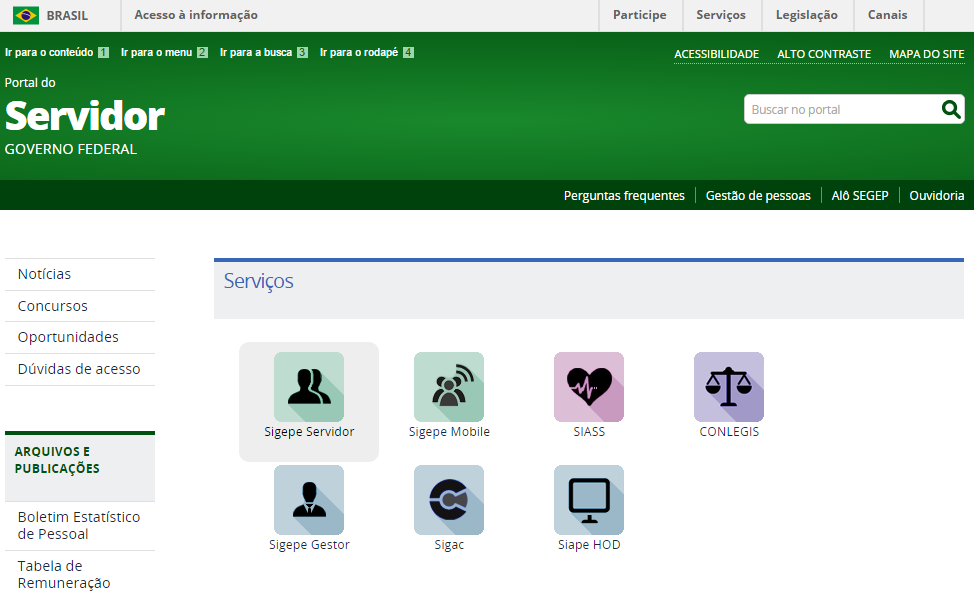 BRASIL
Acesso à informação
Participe
Serviços
Legislação
Canais
Ir para o conteúdo 1
Ir para o menu 2
Ir para a busca 3
Ir para o rodapé 4
ACESSIBILIDADE
ALTO CONTRASTE
MAPA DO SITE
Portal do
Servidor
GOVERNO FEDERAL
Buscar no portal
Perguntas frequentes
Gestão de pessoas
Alô SEGEP
Ouvidoria
Notícias
Concursos
Oportunidades
Dúvidas de acesso
ARQUIVOS E
PUBLICAÇÕES
Boletim Estatístico
de Pessoal
Tabela de
Remuneração
Serviços
Sigepe Servidor
Sigepe Mobile
SIASS
CONLEGIS
Sigepe Gestor
Sigac
Siape HOD